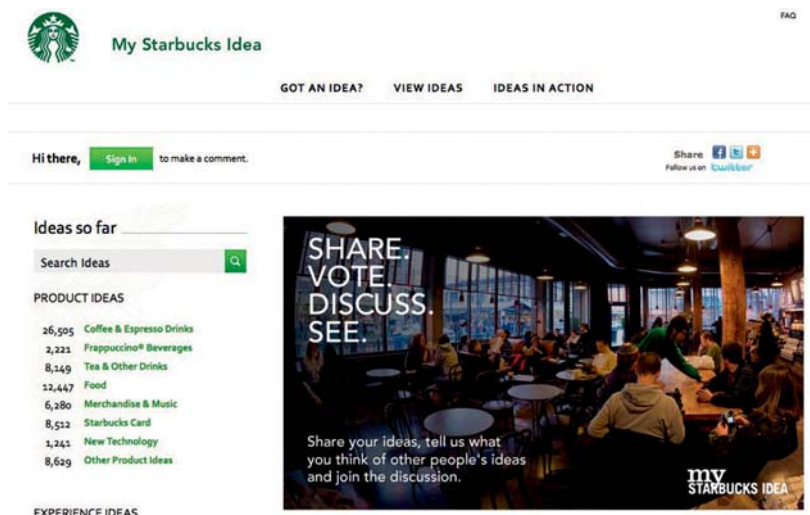 FAQ
My Starbucks Idea
GOT AN IDEA? VIEW IDEAS IDEAS IN ACTION
Hi there, Sign In to make a comment.
Share
Follow us on twitter
Ideas so far
Search Ideas
PRODUCT IDEAS
26,505 Coffee & Espresso Drinks
2,221 Frappuccino® Beverages
8,149 Tea & Other Drinks
12,447 Food
6,280 Merchandise & Music
8,512 Starbucks Card
1,241 New Technology
8,629 Other Product Ideas
EXPERIENCE IDEAS
SHARE.
VOTE.
DISCUSS.
SEE.
Share your ideas, tell us what
you think of other people's ideas
and join the discussion.
my
STARBUCKS IDEA